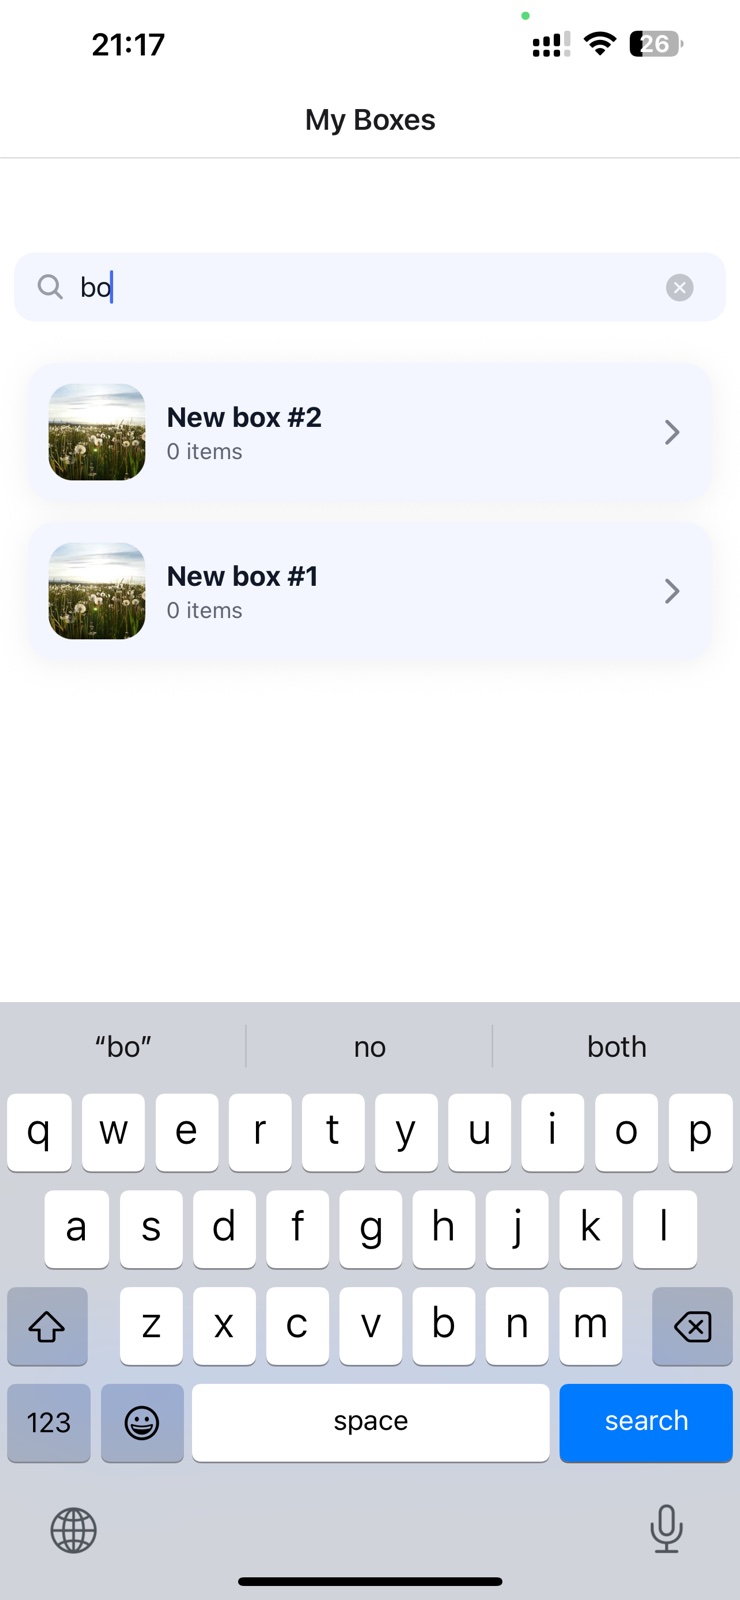 21:17
26
My Boxes
bo
New box #2
0 items
New box #1
0 items
“bo” no both
q w e r t y u i o p
a s d f g h j k l
z x c v b n m
123 space search